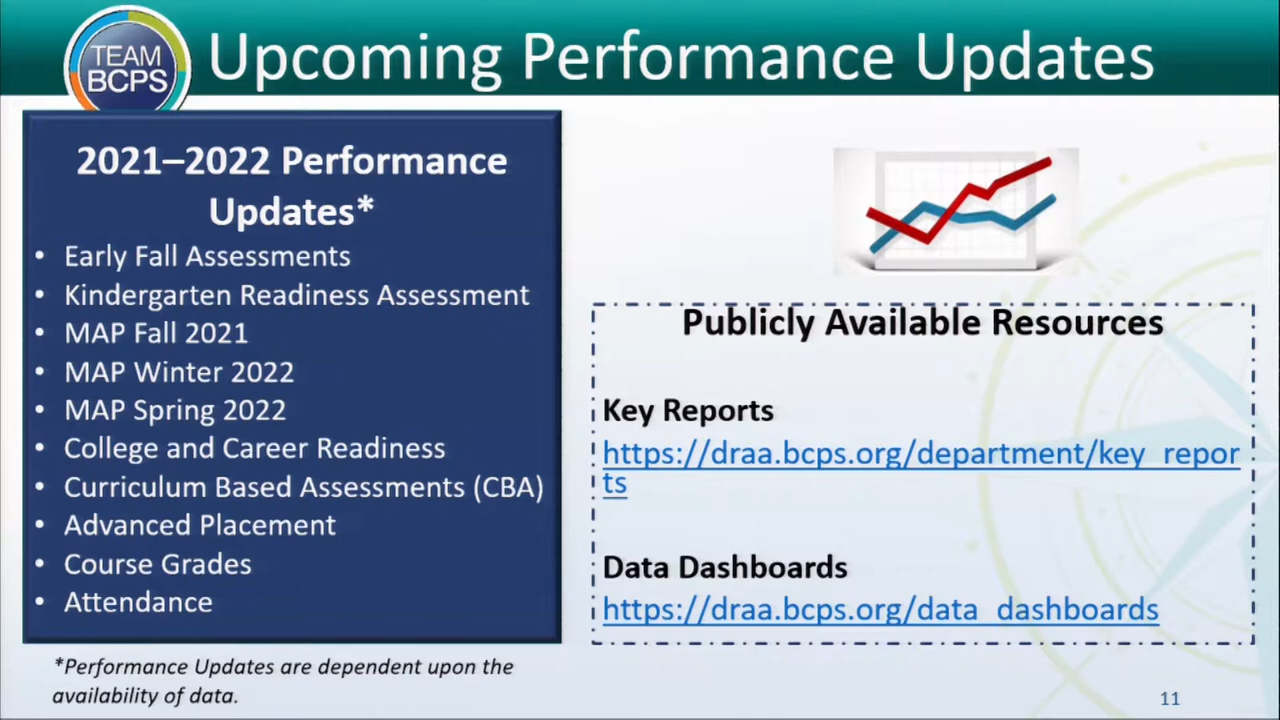 TEAM
BCPS
Upcoming Performance Updates
2021–2022 Performance
Updates*
• Early Fall Assessments
• Kindergarten Readiness Assessment
• MAP Fall 2021
• MAP Winter 2022
• MAP Spring 2022
• College and Career Readiness
• Curriculum Based Assessments (CBA)
• Advanced Placement
• Course Grades
• Attendance
*Performance Updates are dependent upon the
availability of data.
Publicly Available Resources
Key Reports
https://draa.bcps.org/department/key_repor
ts
Data Dashboards
https://draa.bcps.org/data_dashboards
11